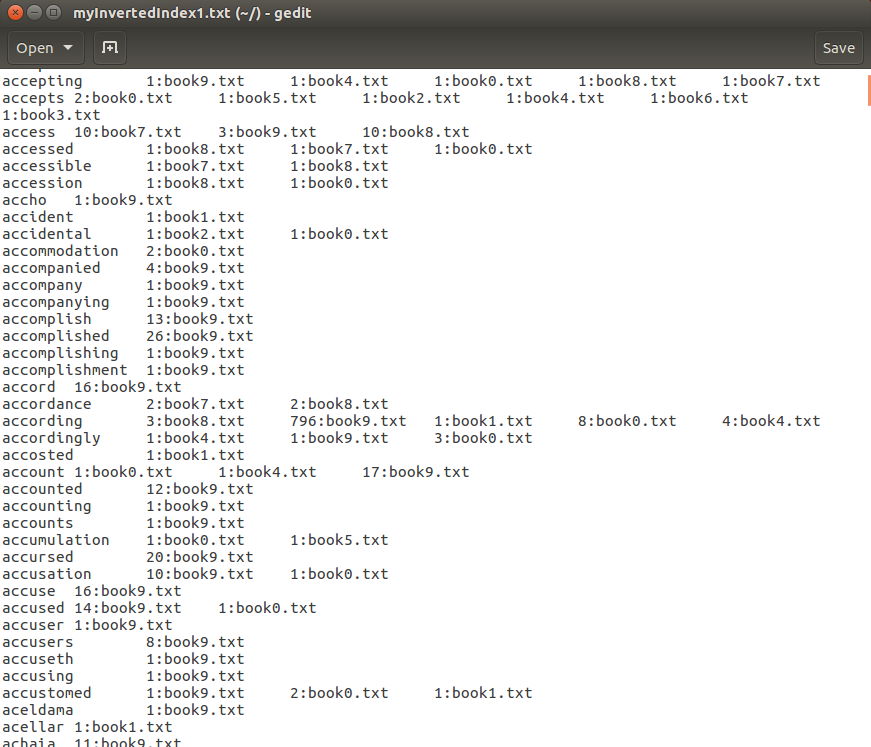 myInvertedIndex1.txt (~/) - gedit
Open Save
accepting 1:book9.txt 1:book4.txt 1:book0.txt 1:book8.txt 1:book7.txt
accepts 2:book0.txt 1:book5.txt 1:book2.txt 1:book4.txt 1:book6.txt
1:book3.txt
access 10:book7.txt 3:book9.txt 10:book8.txt
accessed 1:book8.txt 1:book7.txt 1:book0.txt
accessible 1:book7.txt 1:book8.txt
accession 1:book8.txt 1:book0.txt
accho 1:book9.txt
accident 1:book1.txt
accidental 1:book2.txt 1:book0.txt
accommodation 2:book0.txt
accompanied 4:book9.txt
accompany 1:book9.txt
accompanying 1:book9.txt
accomplish 13:book9.txt
accomplished 26:book9.txt
accomplishing 1:book9.txt
accomplishment 1:book9.txt
accord 16:book9.txt
accordance 2:book7.txt 2:book8.txt
according 3:book8.txt 796:book9.txt 1:book1.txt 8:book0.txt 4:book4.txt
accordingly 1:book4.txt 1:book9.txt 3:book0.txt
accosted 1:book1.txt
account 1:book0.txt 1:book4.txt 17:book9.txt
accounted 12:book9.txt
accounting 1:book9.txt
accounts 1:book9.txt
accumulation 1:book0.txt 1:book5.txt
accursed 20:book9.txt
accusation 10:book9.txt 1:book0.txt
accuse 16:book9.txt
accused 14:book9.txt 1:book0.txt
accuser 1:book9.txt
accusers 8:book9.txt
accuseth 1:book9.txt
accusing 1:book9.txt
accustomed 1:book9.txt 2:book0.txt 1:book1.txt
aceldama 1:book9.txt
acellar 1:book1.txt
achaia 11:book9.txt